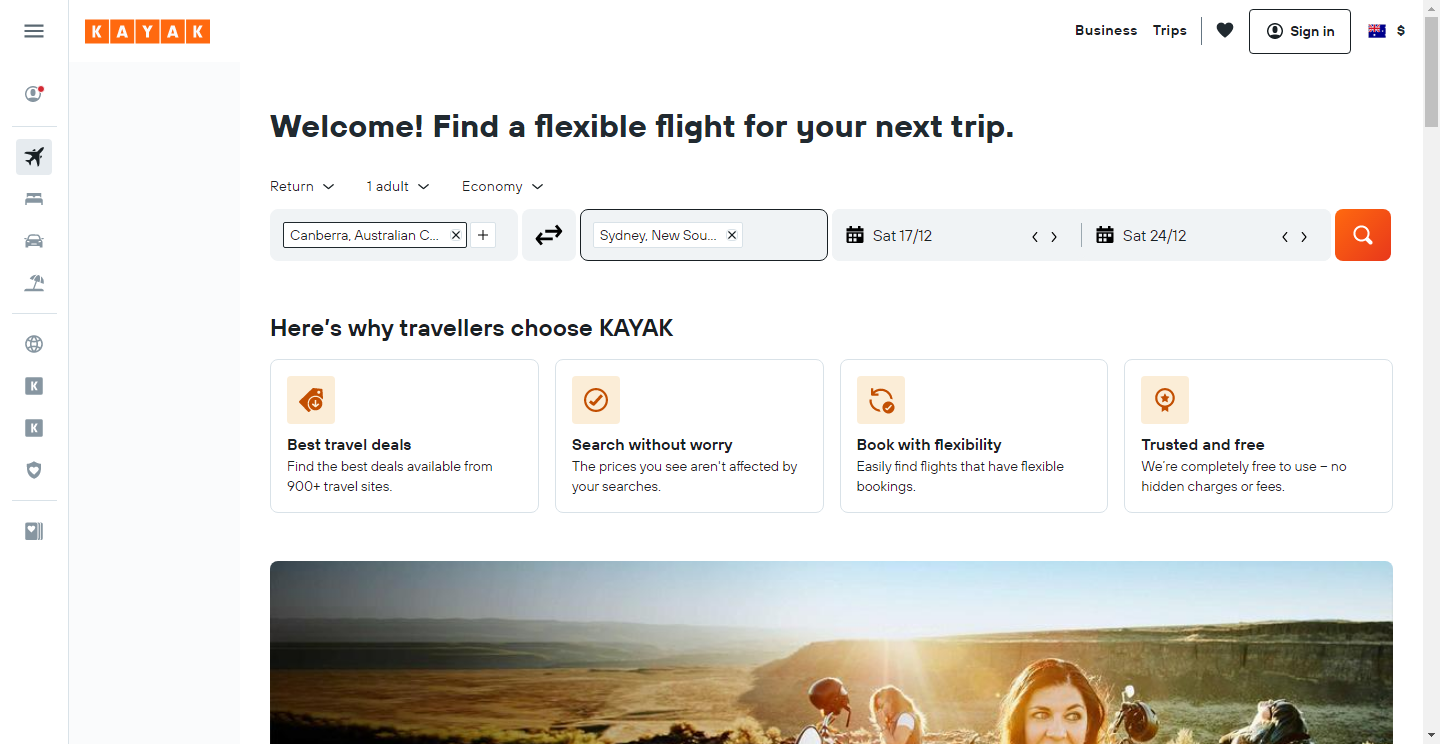 KAYAK
Business
Trips
Sign in
$
Welcome! Find a flexible flight for your next trip.
Return
1 adult
Economy
Canberra, Australian C...
Sydney, New Sou...
Sat 17/12
Sat 24/12
Here's why travellers choose KAYAK
Best travel deals
Find the best deals available from
900+ travel sites.
Search without worry
The prices you see aren't affected by
your searches.
Book with flexibility
Easily find flights that have flexible
bookings.
Trusted and free
We're completely free to use – no
hidden charges or fees.
K
K